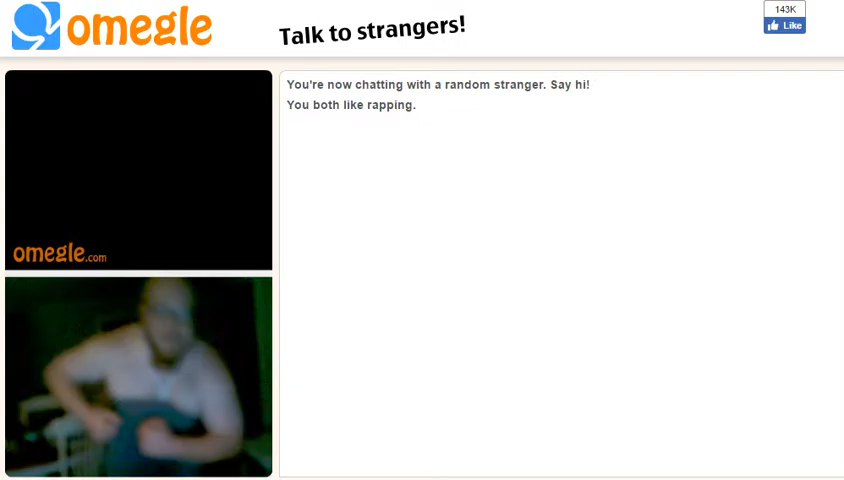 omegle
Talk to strangers!
143K
Like
You're now chatting with a random stranger. Say hi!
You both like rapping.
omegle.com